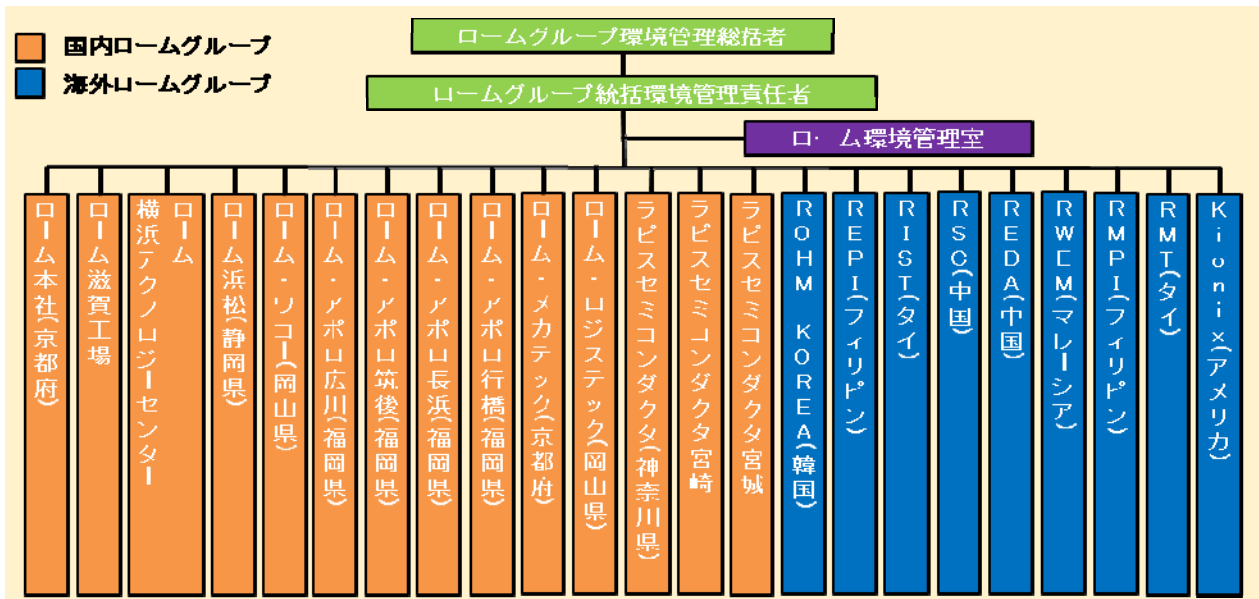 国内ロームグループ
海外ロームグループ
ロームグループ環境管理総括者
ロームグループ統括環境管理責任者
ロ- ム環境管理室
ローム本社(京都府)
ローム滋賀工場
ローム
横浜テクノロジーセンター
ローム浜松(静岡県)
ローム・ワコー(岡山県)
ローム・アポロ広川(福岡県)
ローム・アポロ筑後(福岡県)
ローム・アポロ長浜(福岡県)
ローム・アポロ行橋(福岡県)
ローム・メカテック(京都府)
ローム・ロジステック(岡山県)
ラピスセミコンダクタ(神奈川県)
ラピスセミコンダクタ宮崎
ラピスセミコンダクタ宮城
ROHM KOREA(韓国)
REPI(フィリピン)
RIST(タイ)
RSC(中国)
REDA(中国)
RWEM(マレーシア)
RMPI(フィリピン)
RMT(タイ)
Kionix(アメリカ)